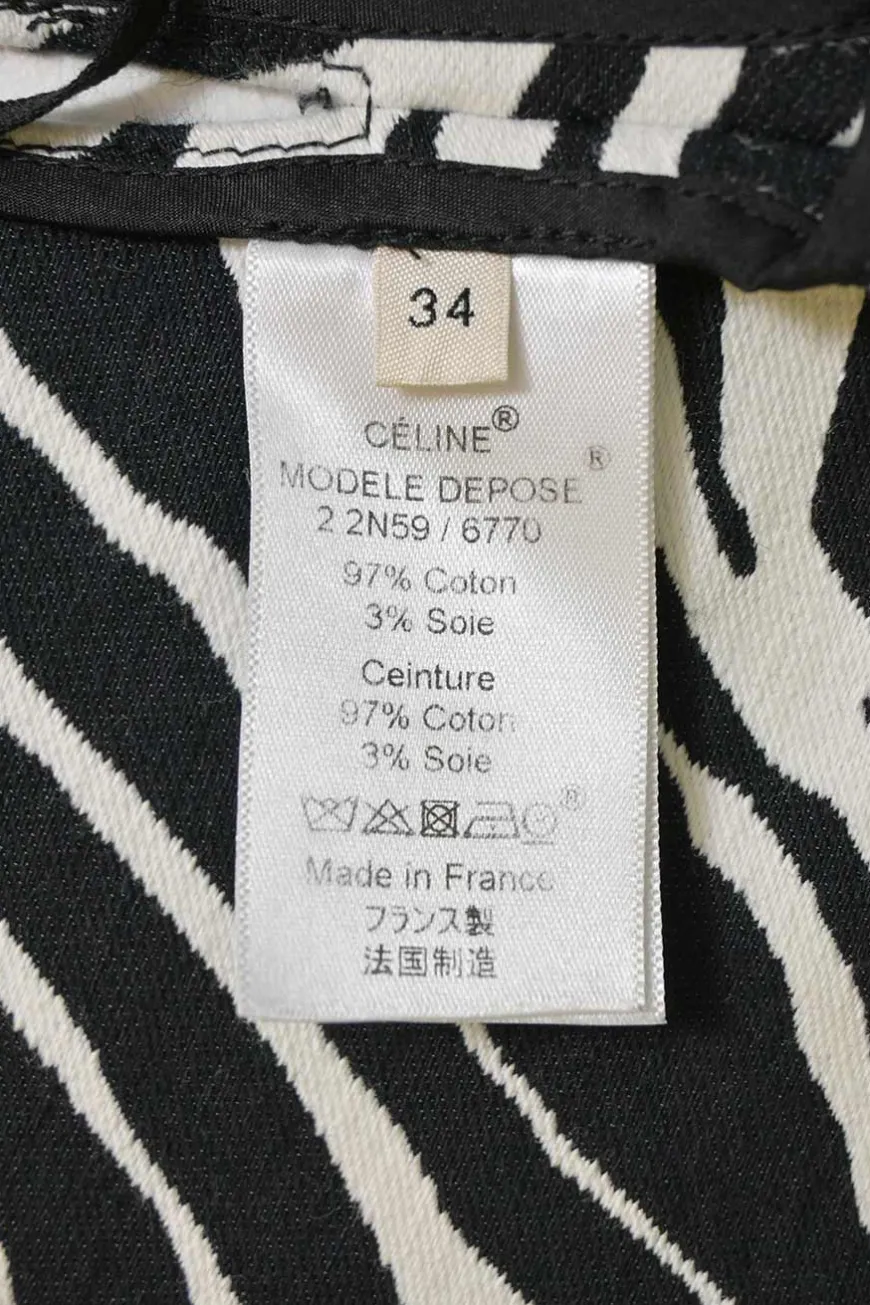 34
CÉLINE®
MODELE DEPOSE ®
2 2N59 / 6770
97% Coton
3% Soie
Ceinture
97% Coton
3% Soie
®
Made in France
フランス製
法国制造